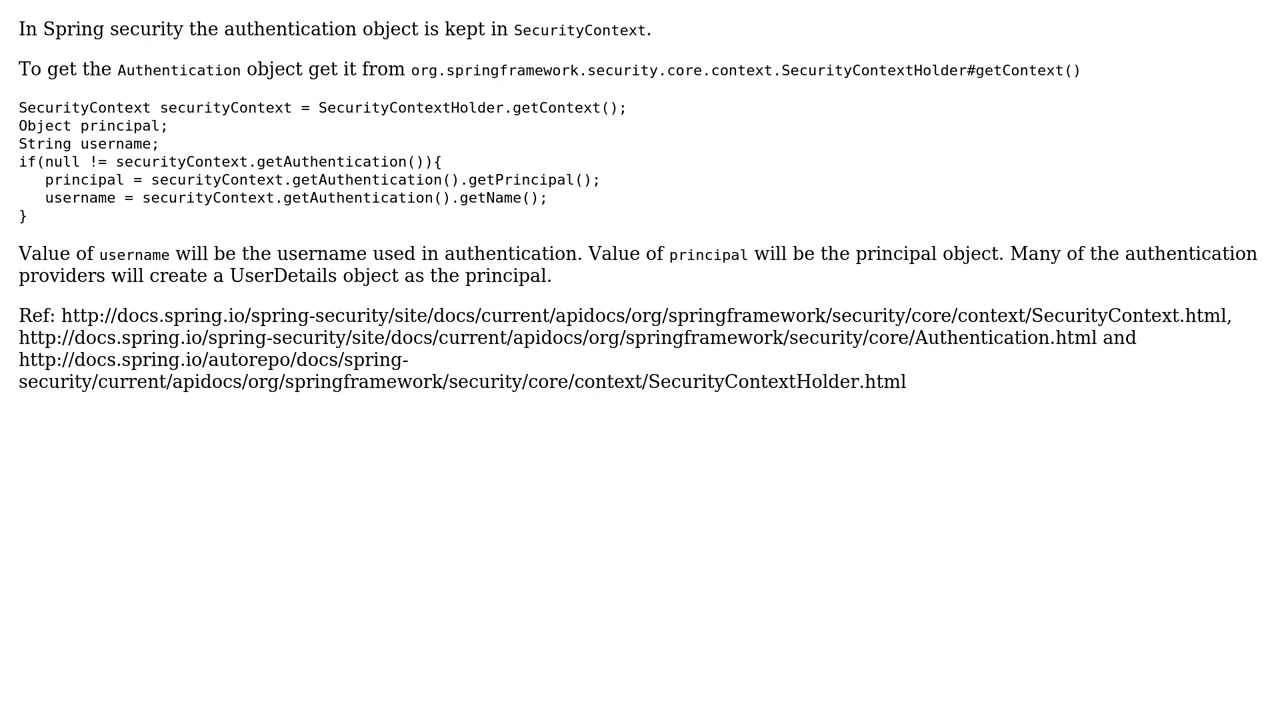 In Spring security the authentication object is kept in SecurityContext.
To get the Authentication object get it from org.springframework.security.core.context.SecurityContextHolder#getContext()
SecurityContext securityContext = SecurityContextHolder.getContext();
Object principal;
String username;
if(null != securityContext.getAuthentication()){
   principal = securityContext.getAuthentication().getPrincipal();
   username = securityContext.getAuthentication().getName();
}
Value of username will be the username used in authentication. Value of principal will be the principal object. Many of the authentication
providers will create a UserDetails object as the principal.
Ref: http://docs.spring.io/spring-security/site/docs/current/apidocs/org/springframework/security/core/context/SecurityContext.html,
http://docs.spring.io/spring-security/site/docs/current/apidocs/org/springframework/security/core/Authentication.html and
http://docs.spring.io/autorepo/docs/spring-
security/current/apidocs/org/springframework/security/core/context/SecurityContextHolder.html